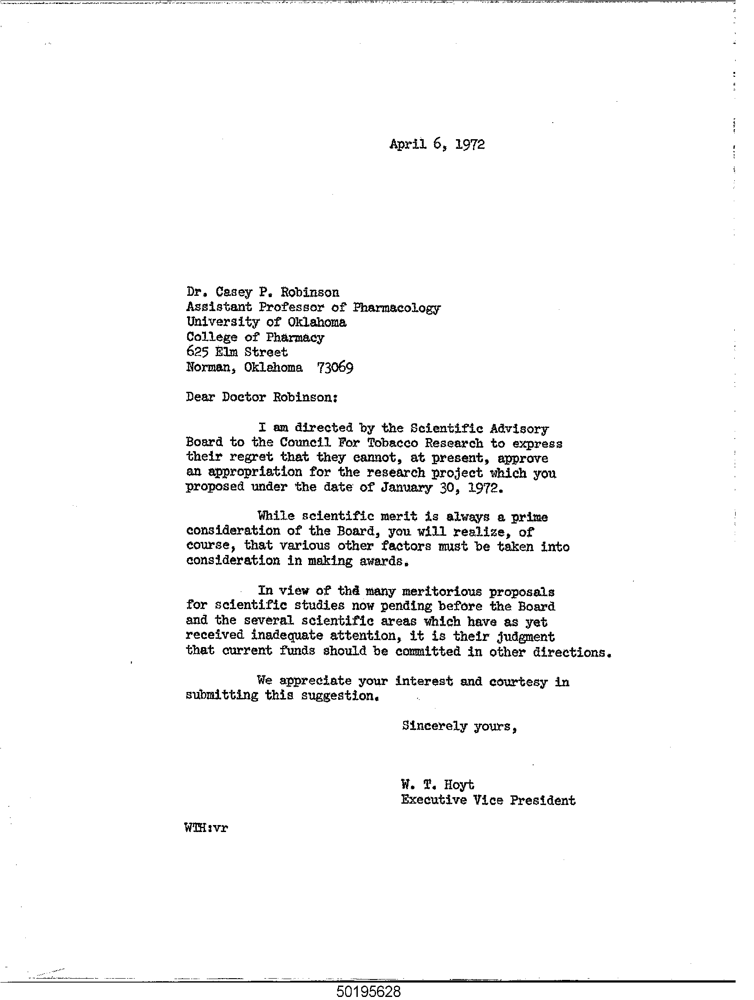 April 6, 1972
Dr. Casey P. Robinson
Assistant Professor of Pharmacology
University of Oklahoma
College of Pharmacy
625 Elm Street
Norman, Oklahoma 73069
Dear Doctor Robinson:
I am directed by the Scientific Advisory
Board to the Council For Tobacco Research to express
their regret that they cannot, at present, approve
an appropriation for the research project which you
proposed under the date of January 30, 1972.
While scientific merit is always a prime
consideration of the Board, you will realize, of
course, that various other factors must be taken into
consideration in making awards.
In view of the many meritorious proposals
for scientific studies now pending before the Board
and the several scientific areas which have as yet
received inadequate attention, it is their judgment
that current funds should be committed in other directions.
We appreciate your interest and courtesy in
submitting this suggestion.
Sincerely yours,
W. T. Hoyt
Executive Vice President
WTH:vr
50195628